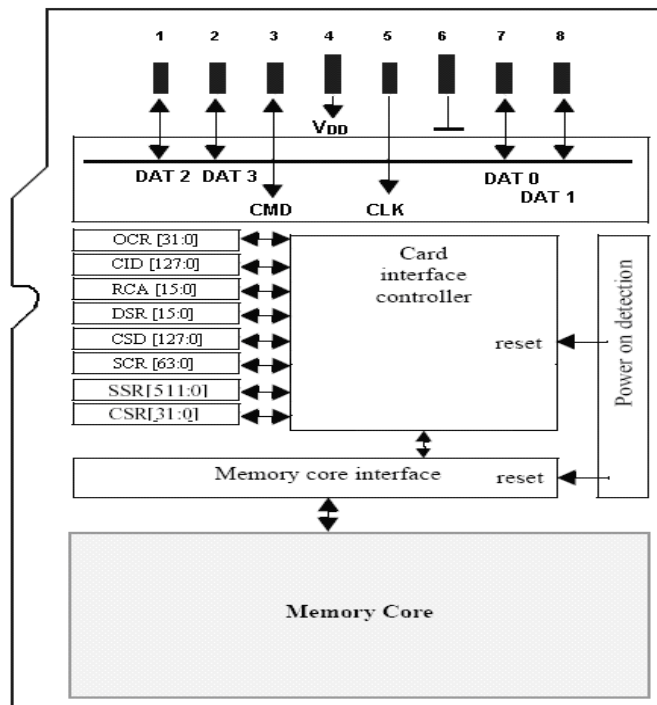 1 2 3 4 5 6 7 8
VDD
DAT 2 DAT 3 DAT 0
DAT 1
CMD CLK
OCR [31:0]
CID [127:0]
RCA [15:0]
DSR [15:0]
CSD [127:0]
SCR [63:0]
SSR[511:0]
CSR[31:0]
Card
interface
controller
reset
Power on detection
Memory core interface
reset
Memory Core